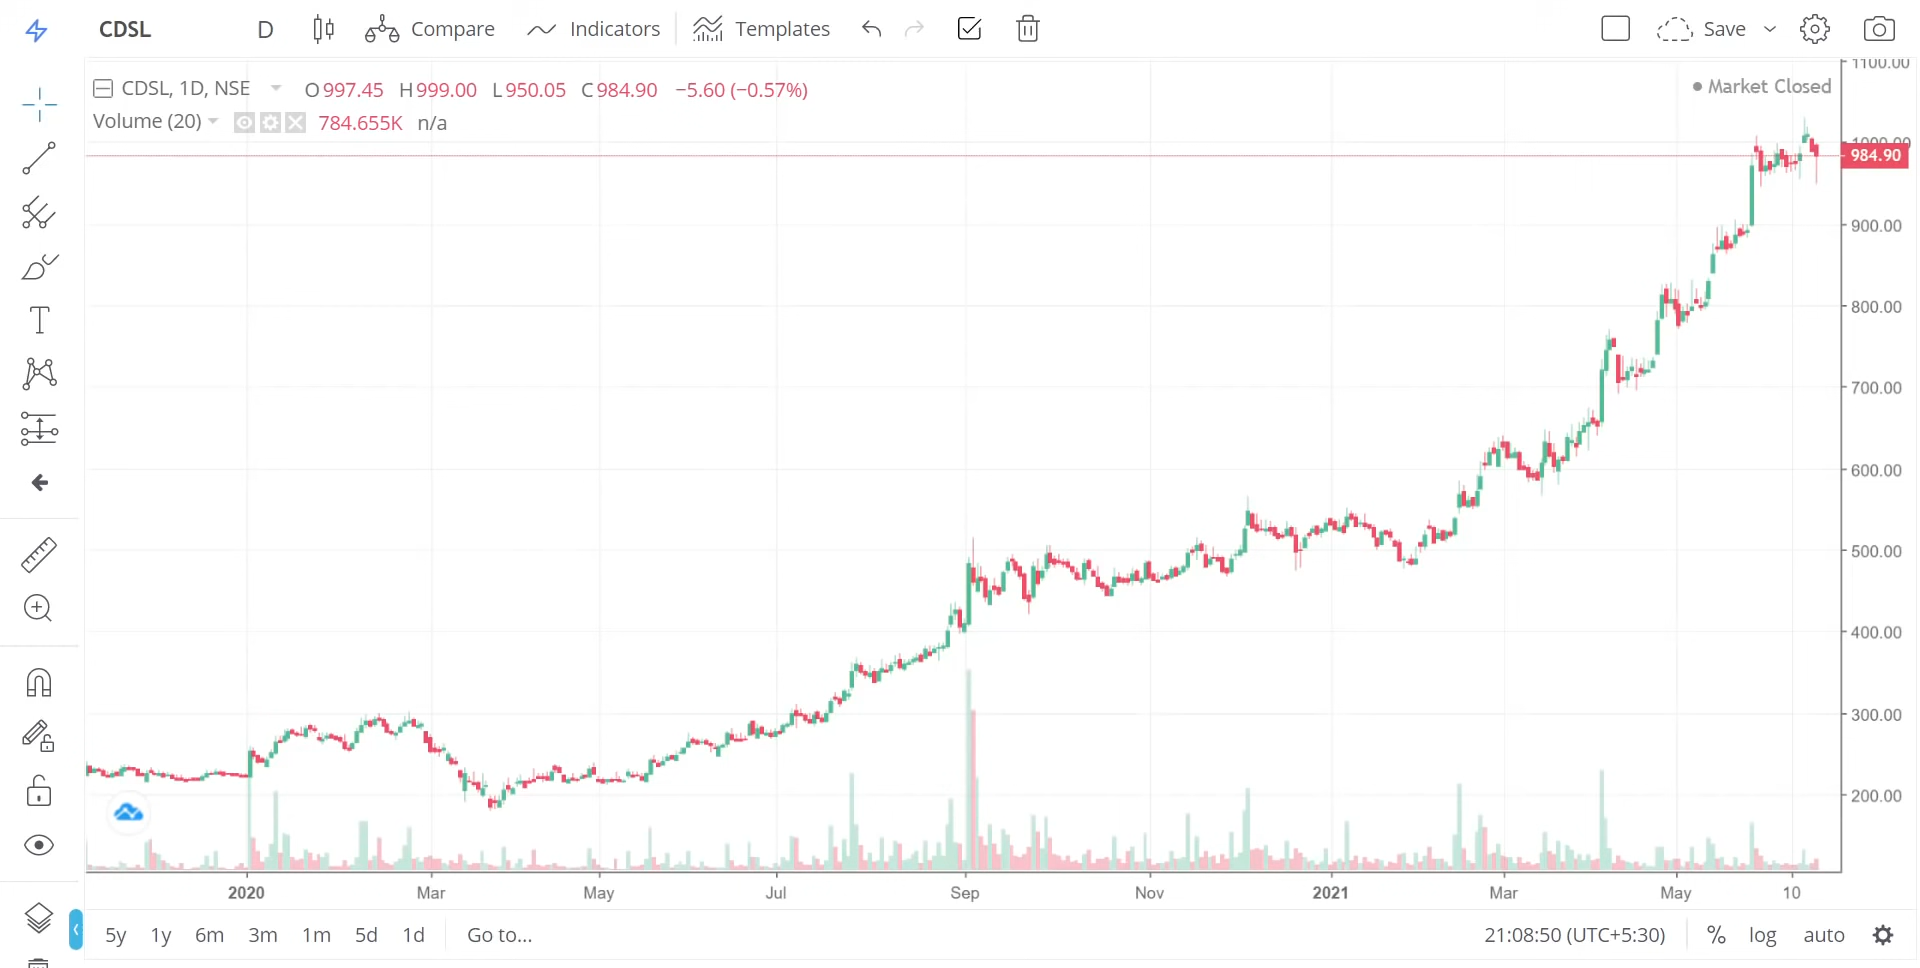 CDSL D Compare Indicators Templates Save
CDSL, 1D, NSE O997.45 H999.00 L950.05 C984.90 −5.60 (−0.57%)
Market Closed
Volume (20) 784.655K n/a
1100.00
1000.00
984.90
900.00
800.00
700.00
600.00
500.00
400.00
300.00
200.00
2020 Mar May Jul Sep Nov 2021 Mar May 10
5y 1y 6m 3m 1m 5d 1d Go to... 21:08:50 (UTC+5:30) % log auto